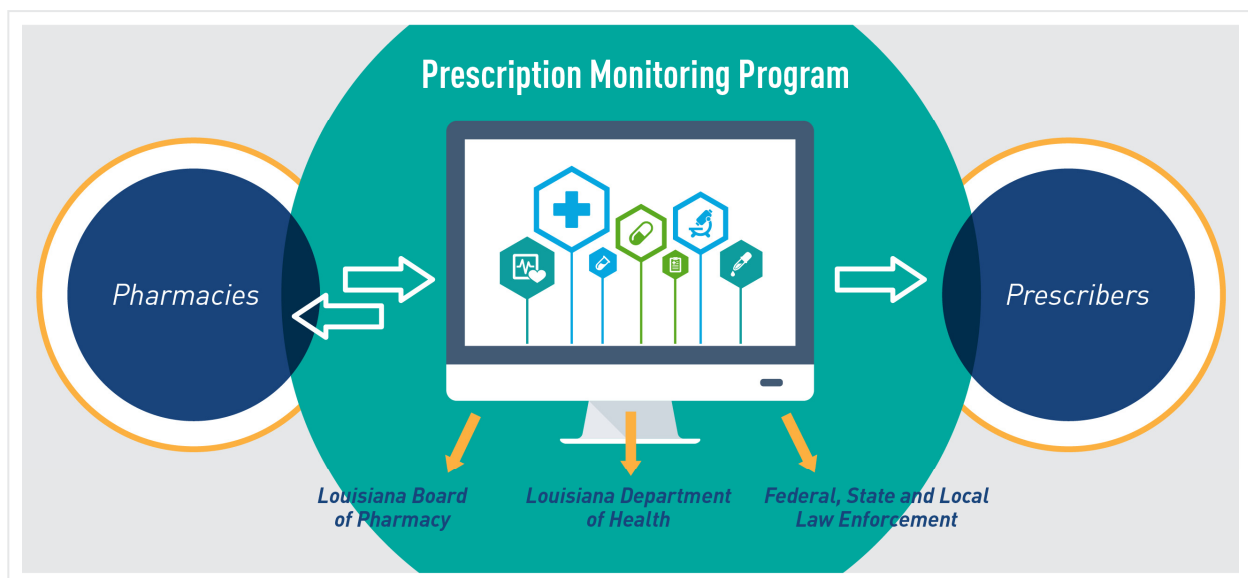 Prescription Monitoring Program
Pharmacies
Prescribers
Louisiana Board
of Pharmacy
Louisiana Department
of Health
Federal, State and Local
Law Enforcement